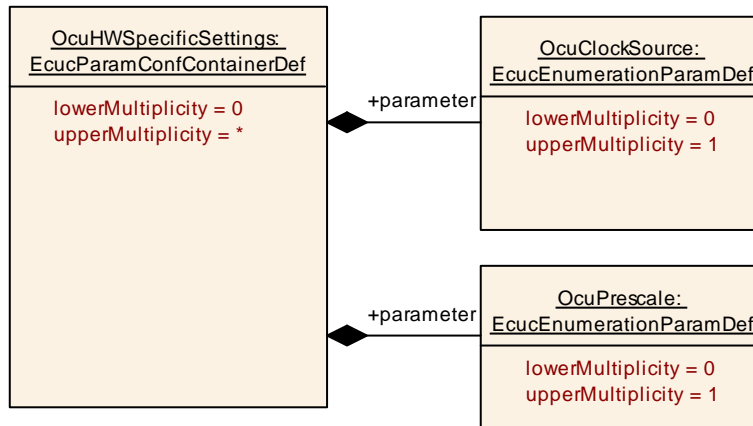 OcuHWSpecificSettings:
EcucParamConfContainerDef
lowerMultiplicity = 0
upperMultiplicity = *
+parameter
OcuClockSource:
EcucEnumerationParamDef
lowerMultiplicity = 0
upperMultiplicity = 1
+parameter
OcuPrescale:
EcucEnumerationParamDef
lowerMultiplicity = 0
upperMultiplicity = 1